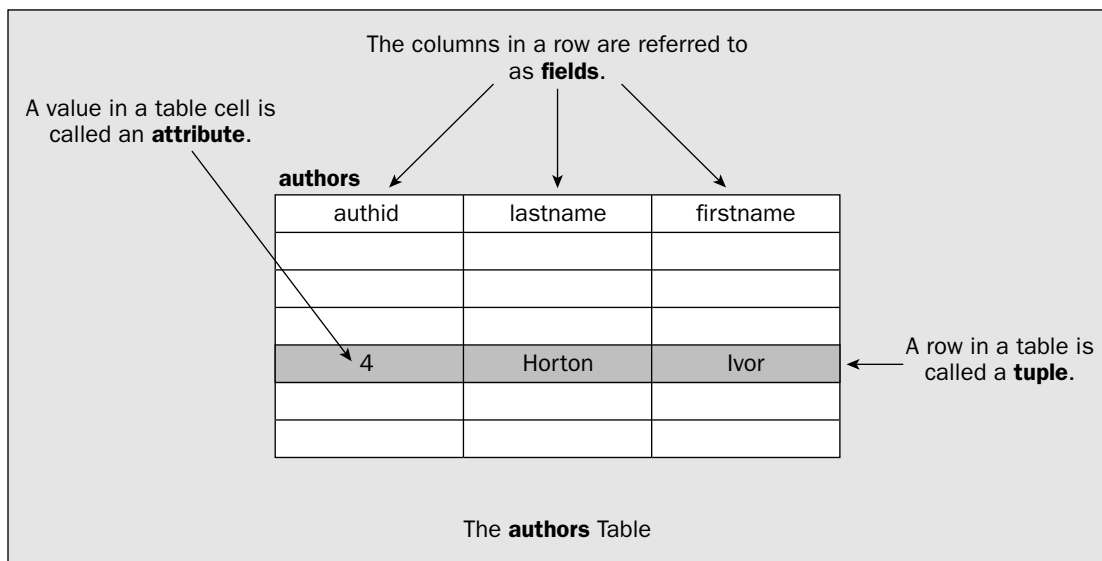 The columns in a row are referred to
as fields.
A value in a table cell is
called an attribute.
authors
authid lastname firstname
4 Horton Ivor
A row in a table is
called a tuple.
The authors Table